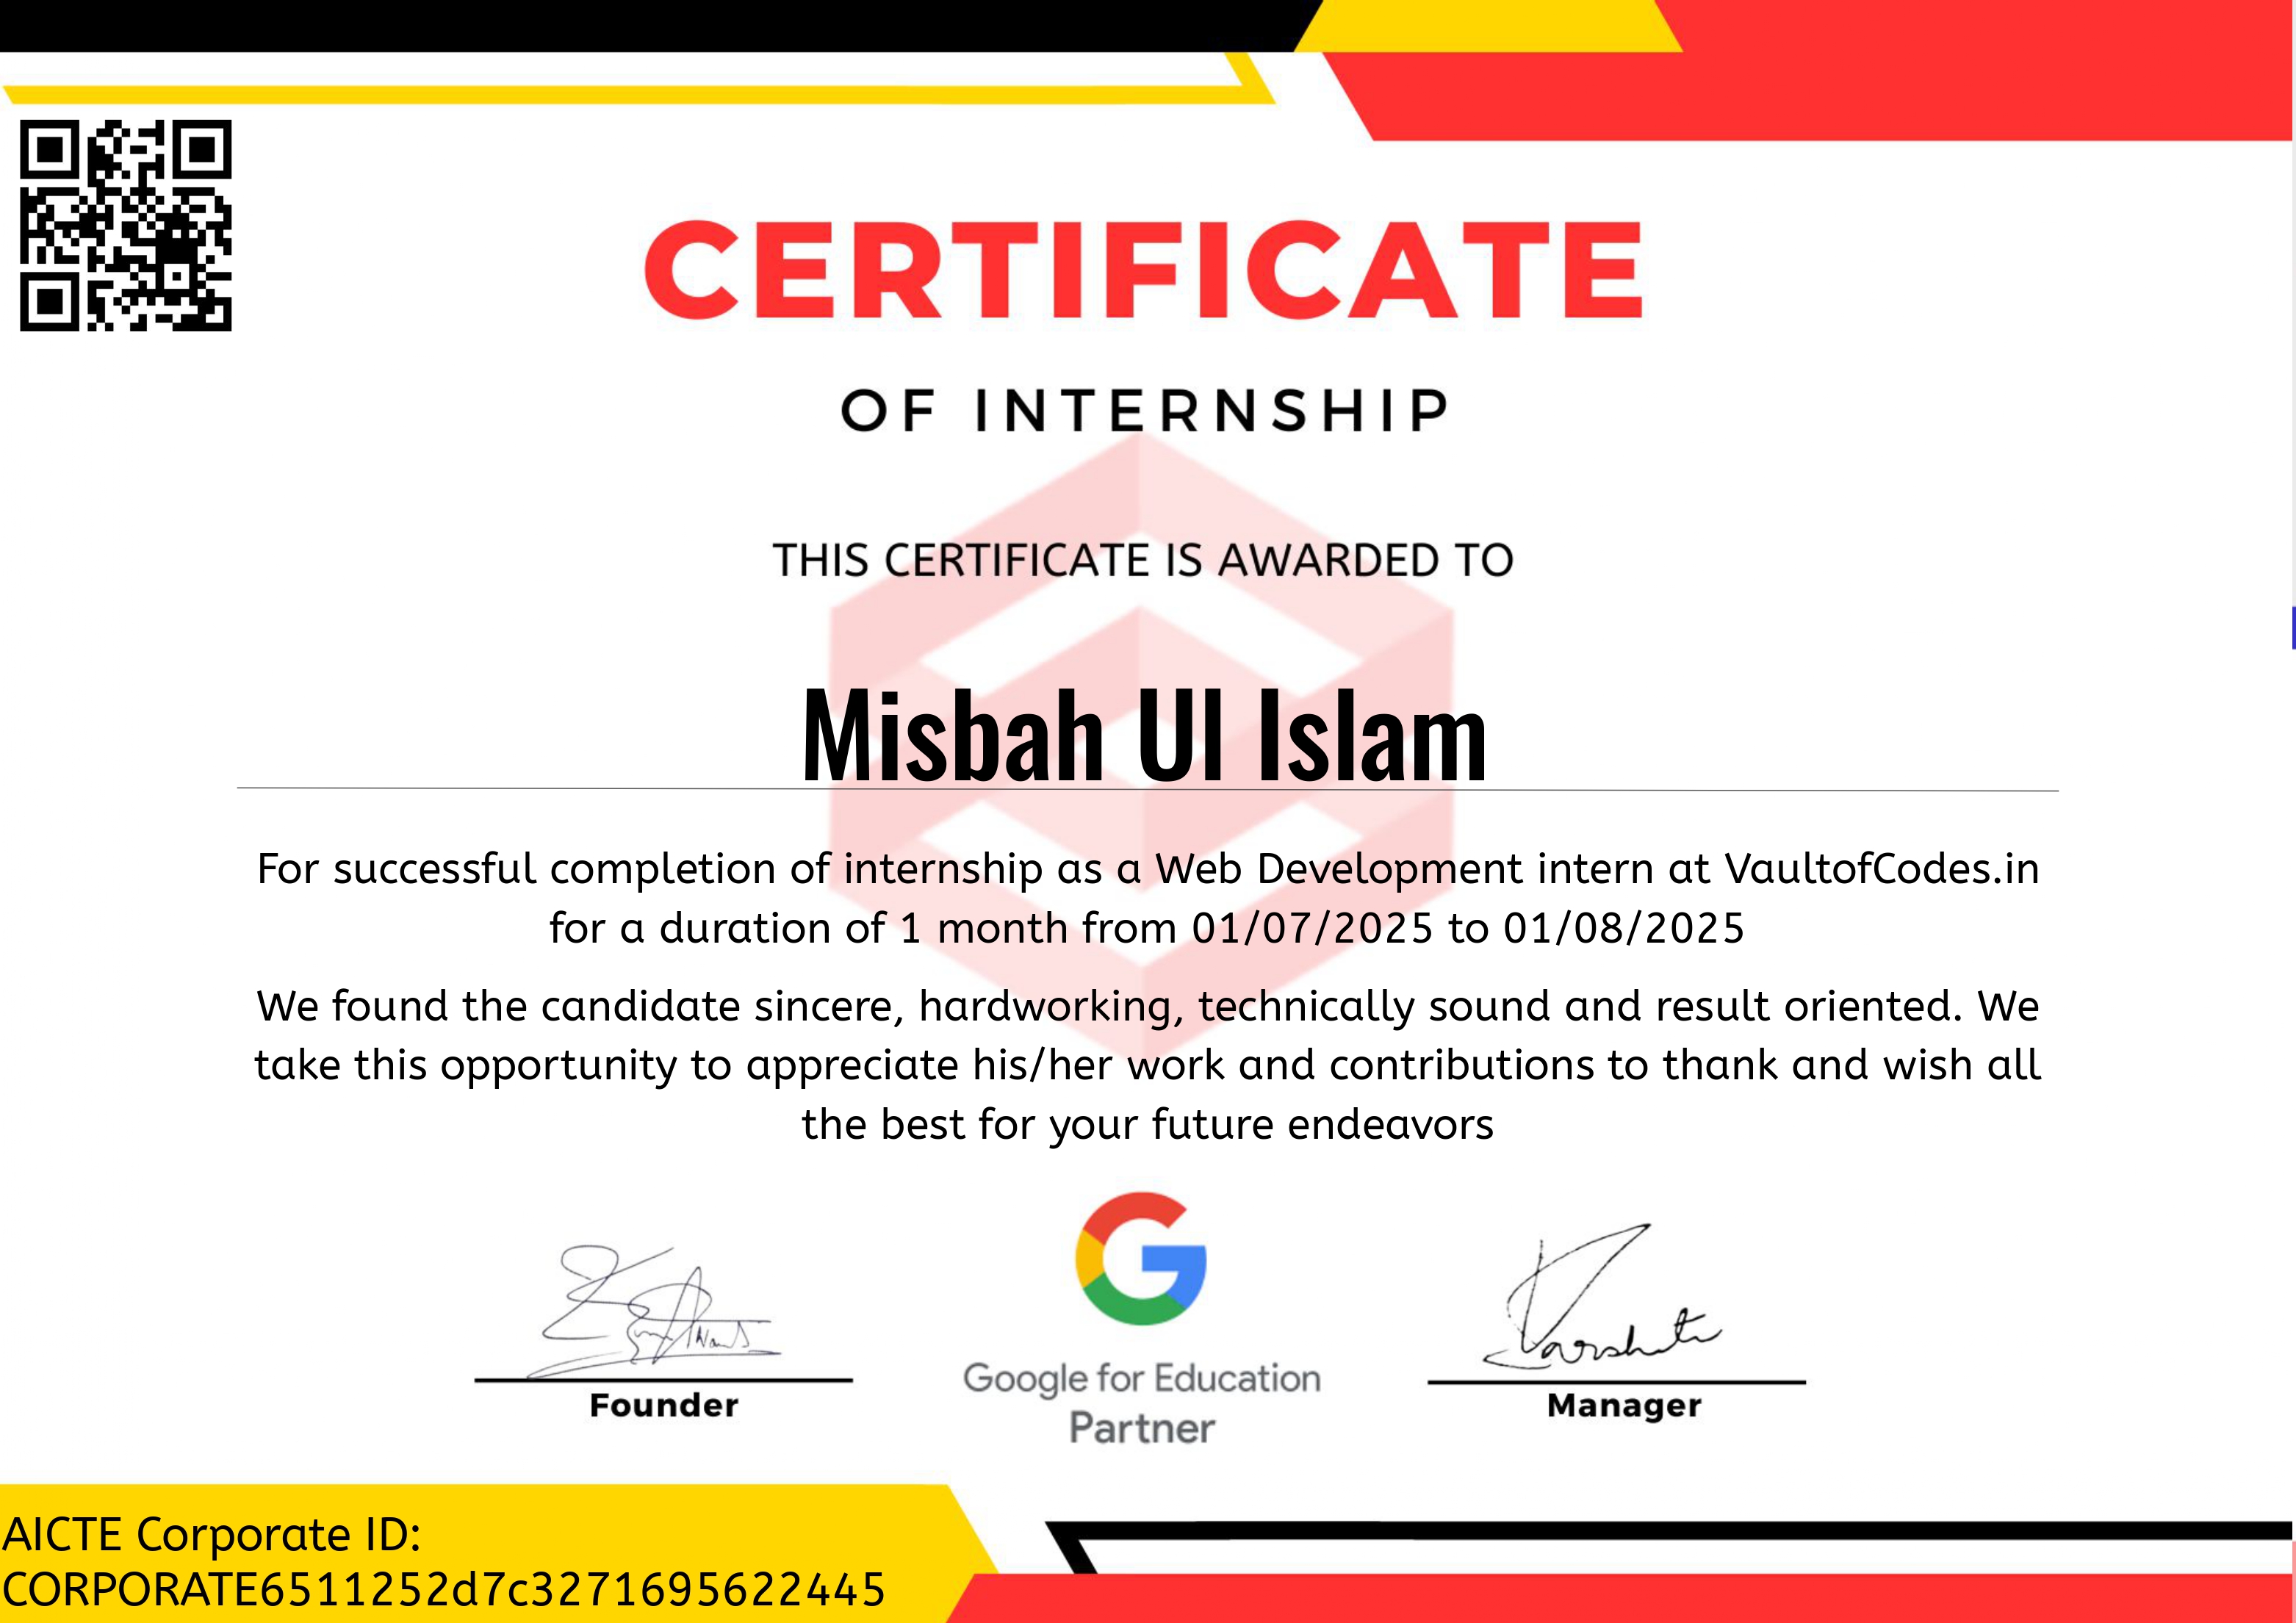 CERTIFICATE
OF INTERNSHIP
THIS CERTIFICATE IS AWARDED TO
Misbah Ul Islam
For successful completion of internship as a Web Development intern at VaultofCodes.in
for a duration of 1 month from 01/07/2025 to 01/08/2025
We found the candidate sincere, hardworking, technically sound and result oriented. We
take this opportunity to appreciate his/her work and contributions to thank and wish all
the best for your future endeavors
Varshita
Founder
Google for Education
Partner
Manager
AICTE Corporate ID:
CORPORATE6511252d7c3271695622445